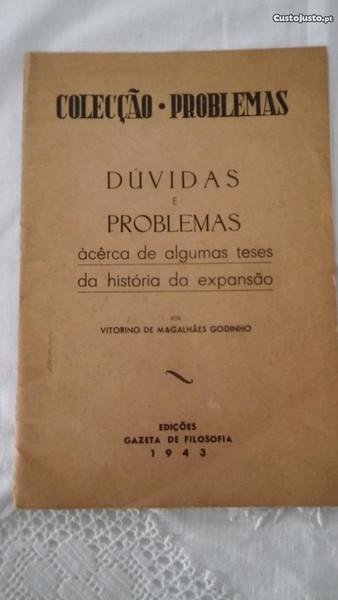 CustoJusto.pt
COLECÇÃO • PROBLEMAS
DÚVIDAS
E
PROBLEMAS
àcêrca de algumas teses
da história da expansão
POR
VITORINO DE MAGALHÃES GODINHO
EDIÇÕES
GAZETA DE FILOSOFIA
1943